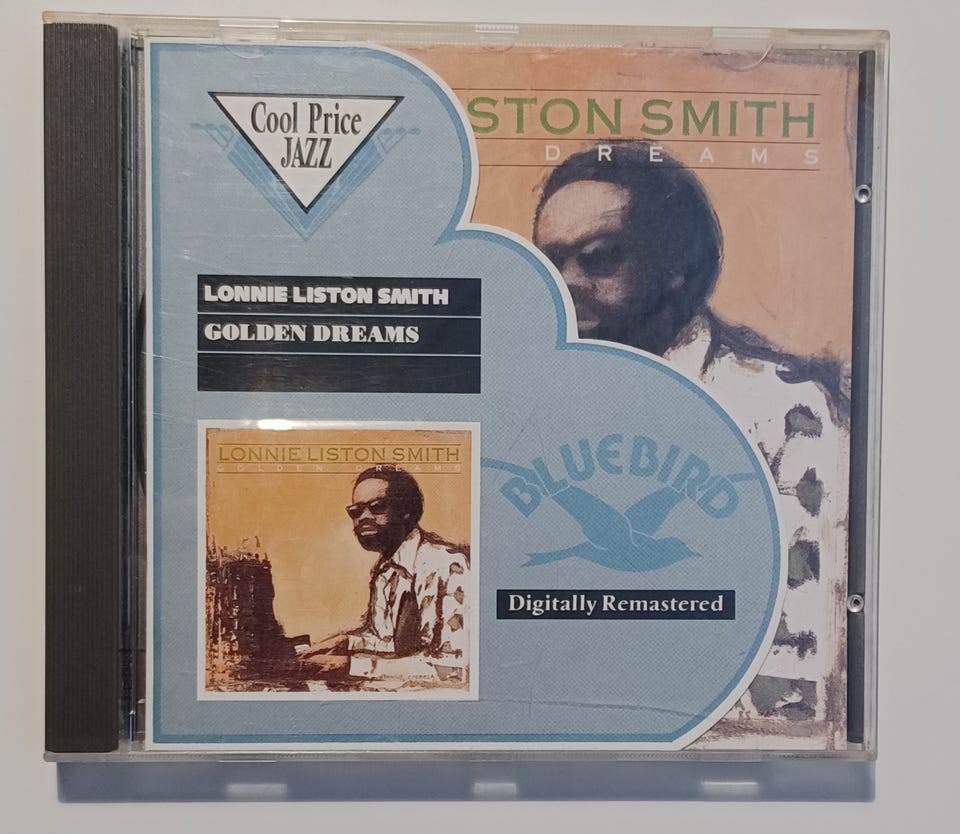 Cool Price
JAZZ
STON SMITH
DREAMS
LONNIE LISTON SMITH
GOLDEN DREAMS
LONNIE LISTON SMITH
GOLDEN DREAMS
BLUEBIRD
Digitally Remastered